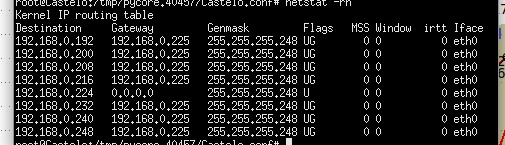 root@Castelo:/tmp/pycore.40457/Castelo.conf# netstat -rn
Kernel IP routing table
Destination Gateway Genmask Flags MSS Window irtt Iface
192.168.0.192 192.168.0.225 255.255.255.248 UG 0 0 0 eth0
192.168.0.200 192.168.0.225 255.255.255.248 UG 0 0 0 eth0
192.168.0.208 192.168.0.225 255.255.255.248 UG 0 0 0 eth0
192.168.0.216 192.168.0.225 255.255.255.248 UG 0 0 0 eth0
192.168.0.224 0.0.0.0 255.255.255.248 U 0 0 0 eth0
192.168.0.232 192.168.0.225 255.255.255.248 UG 0 0 0 eth0
192.168.0.240 192.168.0.225 255.255.255.248 UG 0 0 0 eth0
192.168.0.248 192.168.0.225 255.255.255.248 UG 0 0 0 eth0
root@Castelo:/tmp/pycore.40457/Castelo.conf#